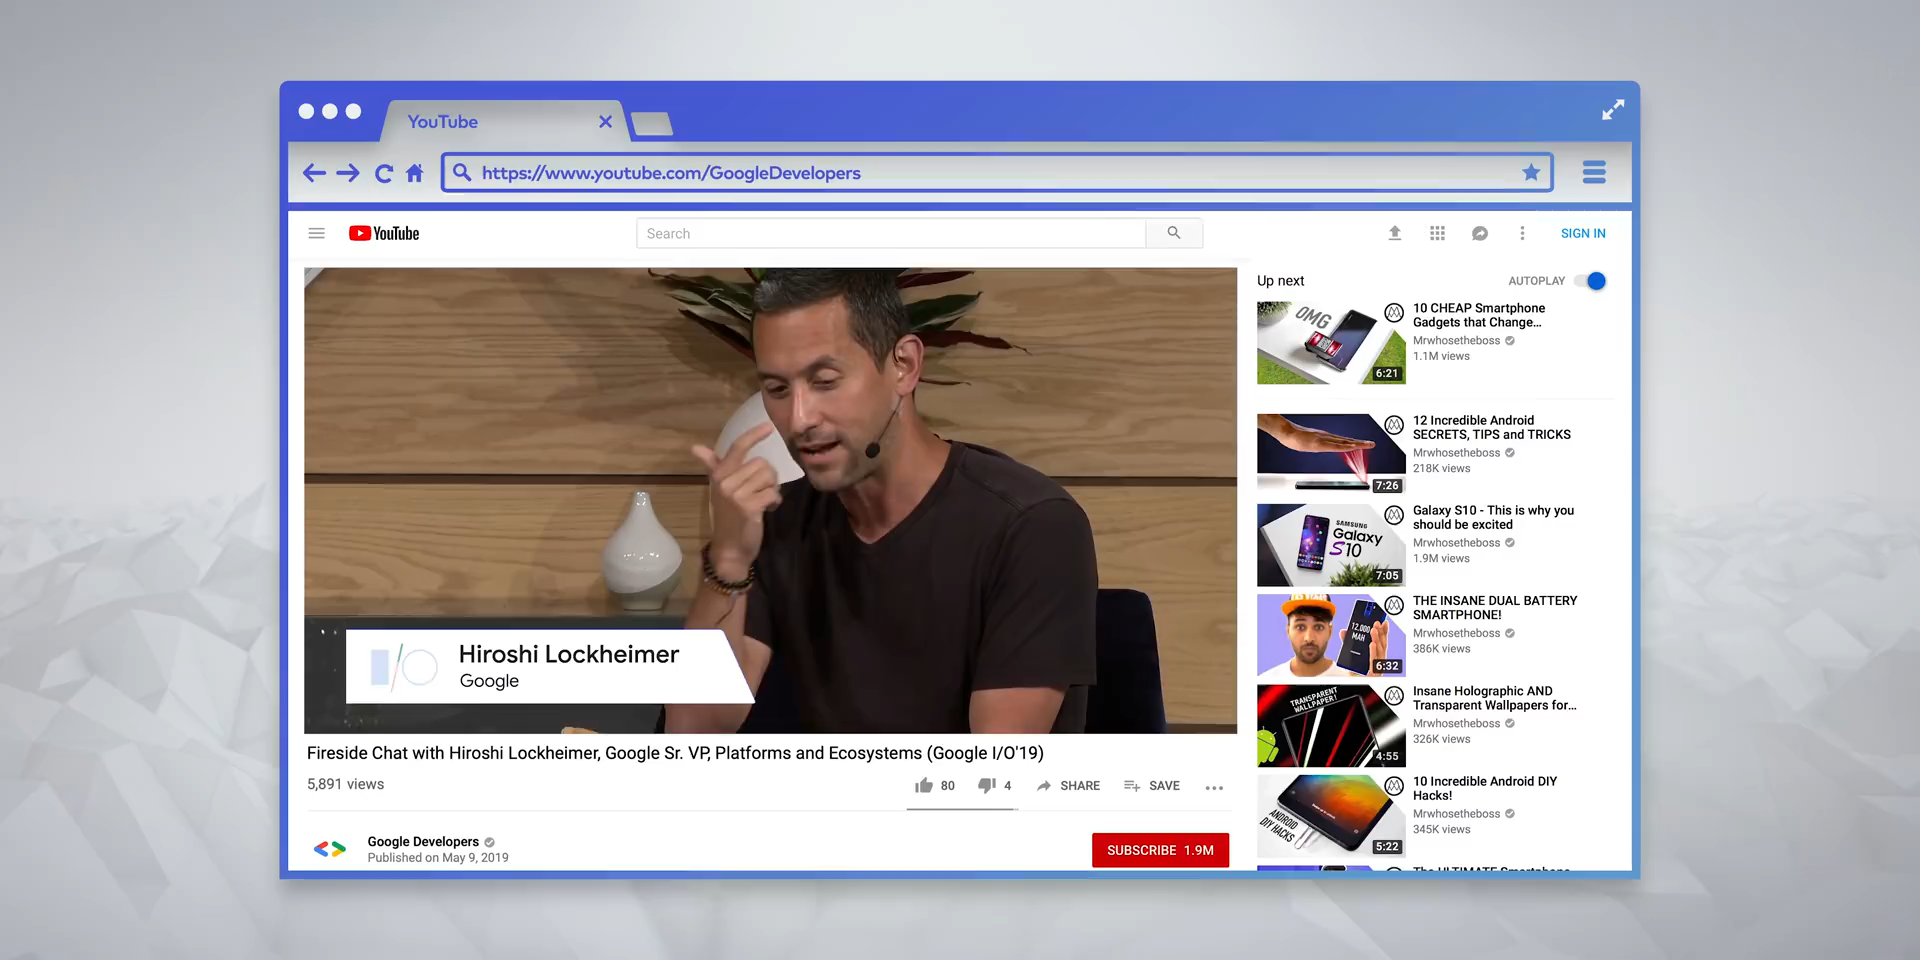 YouTube
https://www.youtube.com/GoogleDevelopers
YouTube
Search
SIGN IN
Hiroshi Lockheimer
Google
Fireside Chat with Hiroshi Lockheimer, Google Sr. VP, Platforms and Ecosystems (Google I/O'19)
5,891 views
80
4
SHARE
SAVE
Google Developers
Published on May 9, 2019
SUBSCRIBE 1.9M
Up next
AUTOPLAY
OMG
6:21
10 CHEAP Smartphone
Gadgets that Change...
Mrwhosetheboss
1.1M views
7:26
12 Incredible Android
SECRETS, TIPS and TRICKS
Mrwhosetheboss
218K views
SAMSUNG
Galaxy
S10
7:05
Galaxy S10 - This is why you
should be excited
Mrwhosetheboss
1.9M views
12,000
MAH
6:32
THE INSANE DUAL BATTERY
SMARTPHONE!
Mrwhosetheboss
386K views
TRANSPARENT
WALLPAPER!
4:55
Insane Holographic AND
Transparent Wallpapers for...
Mrwhosetheboss
326K views
ANDROID
DIY HACKS
5:22
10 Incredible Android DIY
Hacks!
Mrwhosetheboss
345K views
The ULTIMATE Smartphone